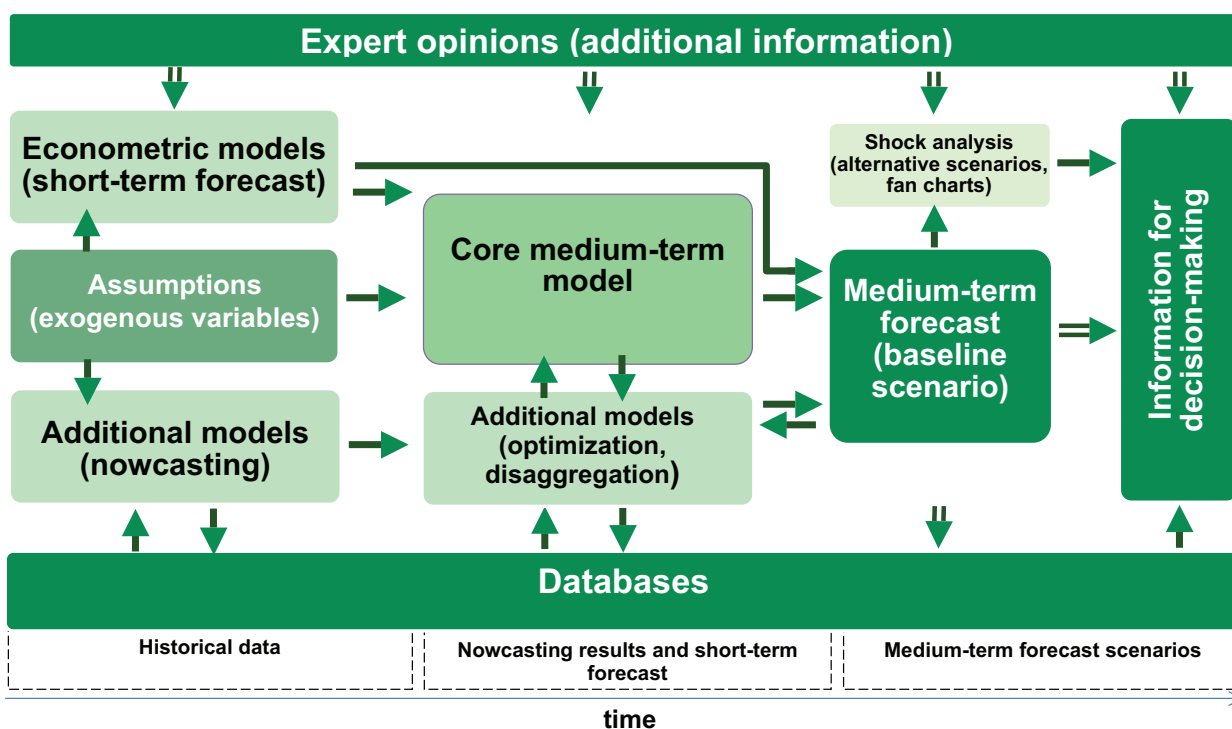 Expert opinions (additional information)
Econometric models
(short-term forecast)
Shock analysis
(alternative scenarios,
fan charts)
Core medium-term
model
Assumptions
(exogenous variables)
Medium-term
forecast
(baseline
scenario)
Information for
decision-making
Additional models
(nowcasting)
Additional models
(optimization,
disaggregation)
Databases
Historical data
Nowcasting results and short-term
forecast
Medium-term forecast scenarios
time